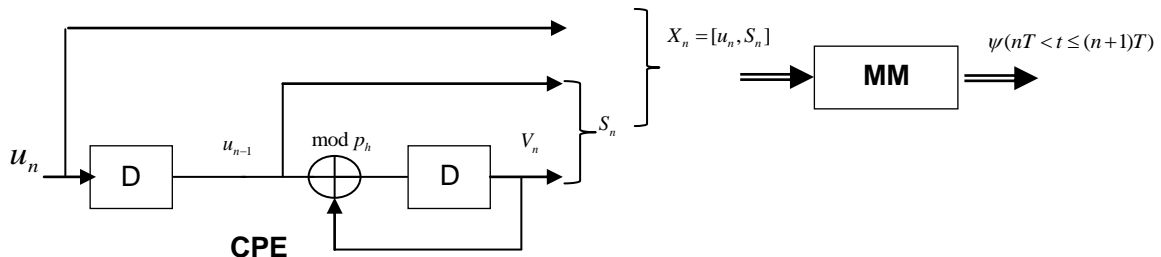 X_n = [u_n, S_n]
ψ(nT < t ≤ (n+1)T)
MM
S_n
u_n
D
u_{n−1}
mod p_h
D
V_n
CPE